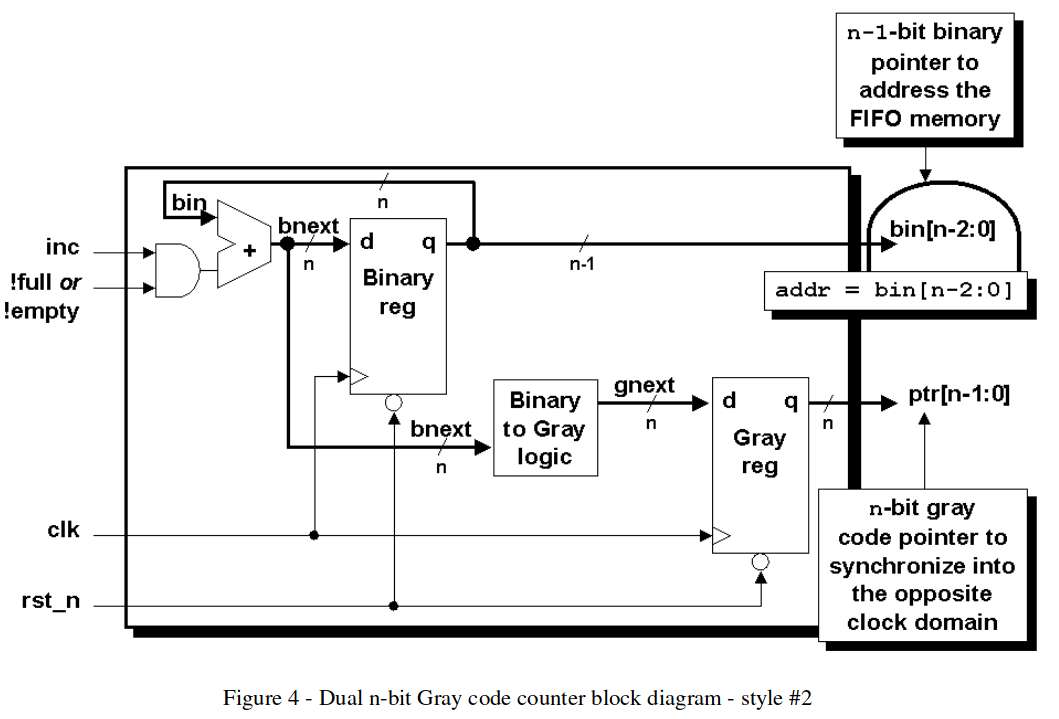 n-1-bit binary
pointer to
address the
FIFO memory
n
bin
bnext
n
+
d
q
Binary
reg
n-1
bin[n-2:0]
addr = bin[n-2:0]
inc
!full or
!empty
gnext
n
Binary
to Gray
logic
bnext
n
d
q
Gray
reg
n
ptr[n-1:0]
clk
rst_n
n-bit gray
code pointer to
synchronize into
the opposite
clock domain
Figure 4 - Dual n-bit Gray code counter block diagram - style #2